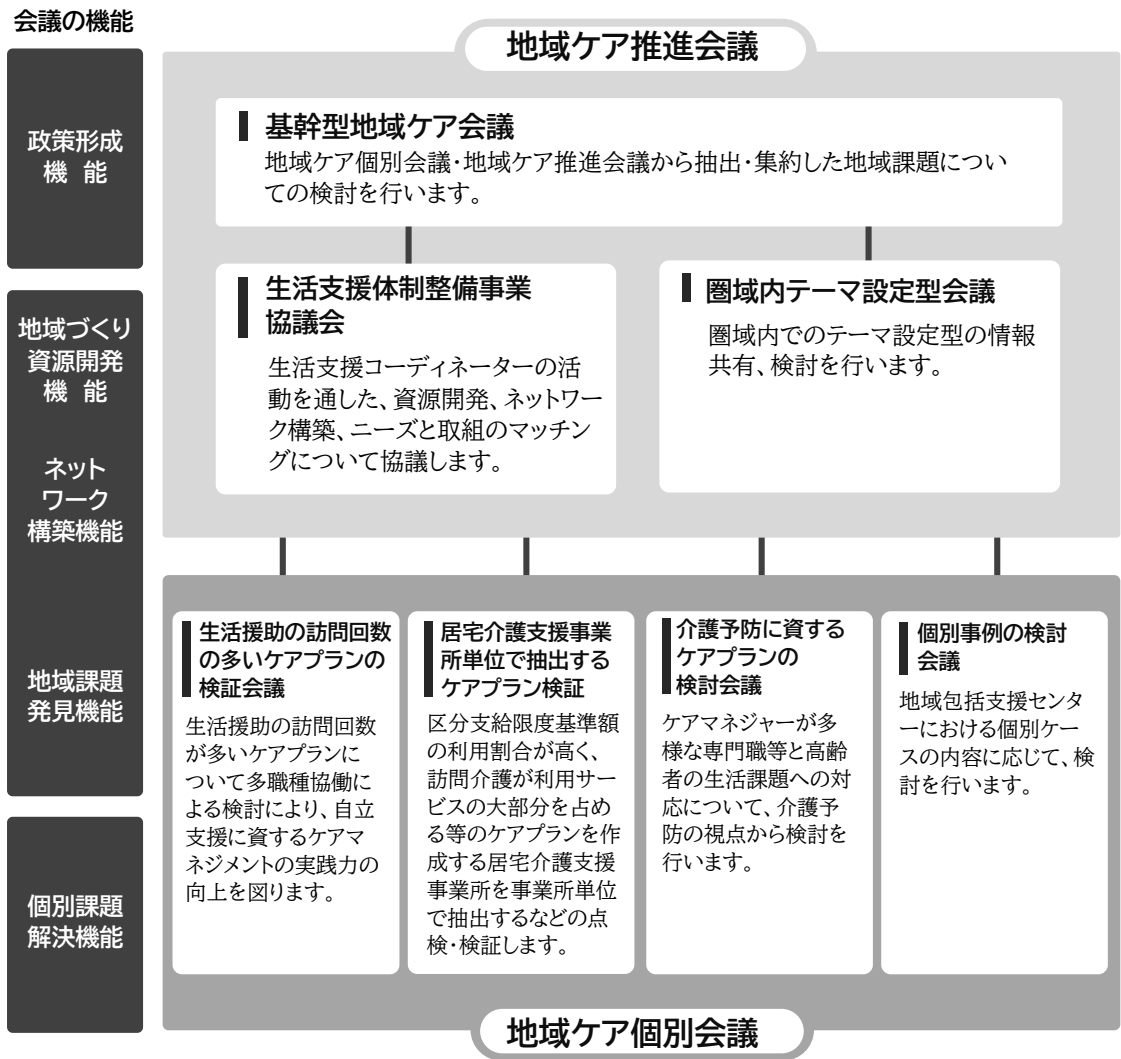 会議の機能
政策形成
機 能
地域づくり
資源開発
機 能
ネット
ワーク
構築機能
地域課題
発見機能
個別課題
解決機能
地域ケア推進会議
基幹型地域ケア会議
地域ケア個別会議・地域ケア推進会議から抽出・集約した地域課題につい
ての検討を行います。
生活支援体制整備事業
協議会
生活支援コーディネーターの活
動を通した、資源開発、ネットワー
ク構築、ニーズと取組のマッチン
グについて協議します。
圏域内テーマ設定型会議
圏域内でのテーマ設定型の情報
共有、検討を行います。
生活援助の訪問回数
の多いケアプランの
検証会議
生活援助の訪問回数
が多いケアプランに
ついて多職種協働に
よる検討により、自立
支援に資するケアマ
ネジメントの実践力の
向上を図ります。
居宅介護支援事業
所単位で抽出する
ケアプラン検証
区分支給限度基準額
の利用割合が高く、
訪問介護が利用サー
ビスの大部分を占め
る等のケアプランを作
成する居宅介護支援
事業所を事業所単位
で抽出するなどの点
検・検証します。
介護予防に資する
ケアプランの
検討会議
ケアマネジャーが多
様な専門職等と高齢
者の生活課題への対
応について、介護予
防の視点から検討を
行います。
個別事例の検討
会議
地域包括支援センタ
ーにおける個別ケー
スの内容に応じて、検
討を行います。
地域ケア個別会議